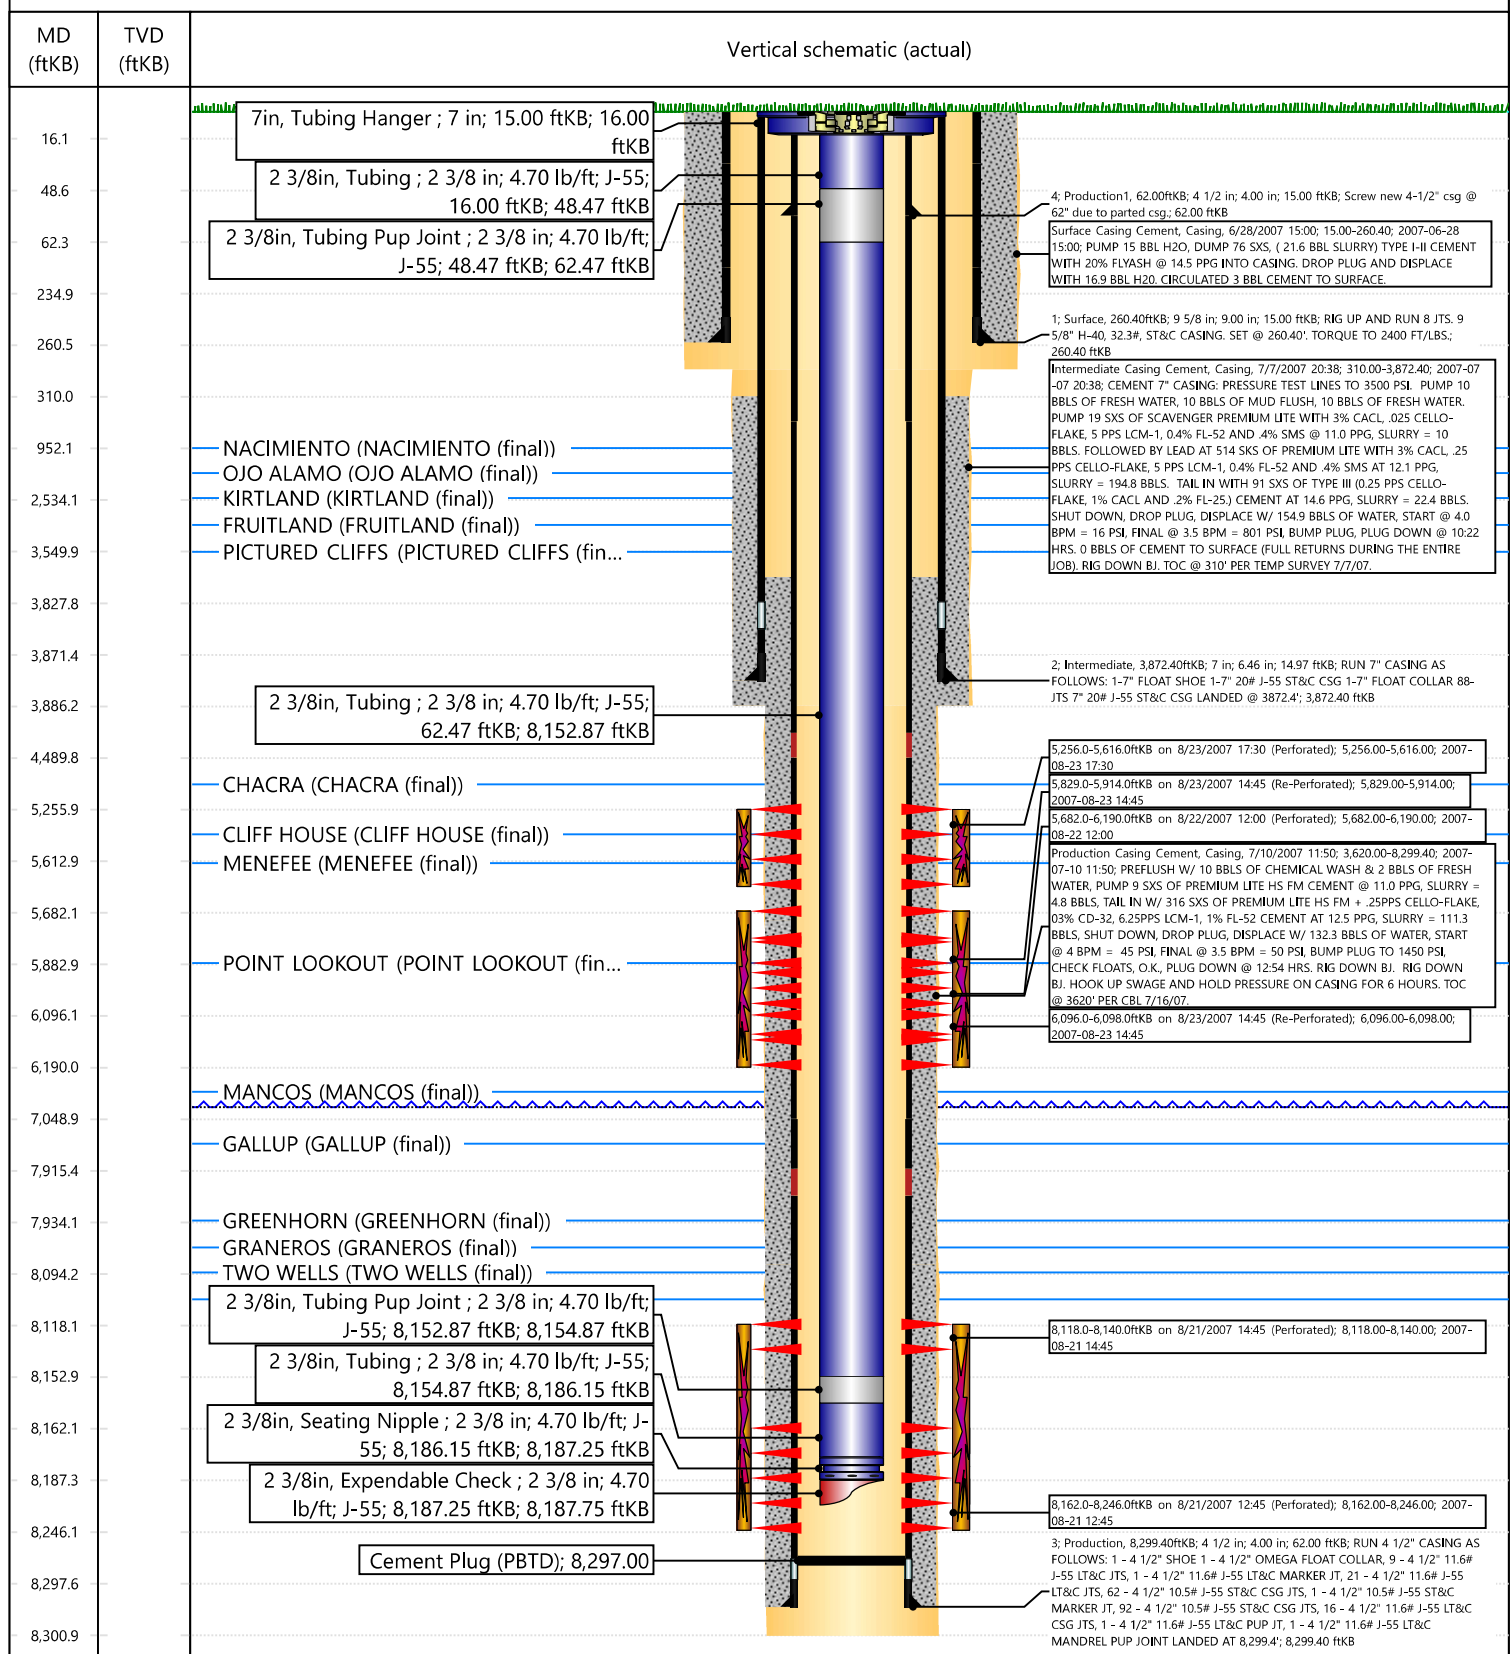 MD
(ftKB)
TVD
(ftKB)
Vertical schematic (actual)
16.1
48.6
62.3
234.9
260.5
310.0
952.1
2,534.1
3,549.9
3,827.8
3,871.4
3,886.2
4,489.8
5,255.9
5,612.9
5,682.1
5,882.9
6,096.1
6,190.0
7,048.9
7,915.4
7,934.1
8,094.2
8,118.1
8,152.9
8,162.1
8,187.3
8,246.1
8,297.6
8,300.9
7in, Tubing Hanger ; 7 in; 15.00 ftKB; 16.00
ftKB
2 3/8in, Tubing ; 2 3/8 in; 4.70 lb/ft; J-55;
16.00 ftKB; 48.47 ftKB
2 3/8in, Tubing Pup Joint ; 2 3/8 in; 4.70 lb/ft;
J-55; 48.47 ftKB; 62.47 ftKB
NACIMIENTO (NACIMIENTO (final))
OJO ALAMO (OJO ALAMO (final))
KIRTLAND (KIRTLAND (final))
FRUITLAND (FRUITLAND (final))
PICTURED CLIFFS (PICTURED CLIFFS (fin...
2 3/8in, Tubing ; 2 3/8 in; 4.70 lb/ft; J-55;
62.47 ftKB; 8,152.87 ftKB
CHACRA (CHACRA (final))
CLIFF HOUSE (CLIFF HOUSE (final))
MENEFEE (MENEFEE (final))
POINT LOOKOUT (POINT LOOKOUT (fin...
MANCOS (MANCOS (final))
GALLUP (GALLUP (final))
GREENHORN (GREENHORN (final))
GRANEROS (GRANEROS (final))
TWO WELLS (TWO WELLS (final))
2 3/8in, Tubing Pup Joint ; 2 3/8 in; 4.70 lb/ft;
J-55; 8,152.87 ftKB; 8,154.87 ftKB
2 3/8in, Tubing ; 2 3/8 in; 4.70 lb/ft; J-55;
8,154.87 ftKB; 8,186.15 ftKB
2 3/8in, Seating Nipple ; 2 3/8 in; 4.70 lb/ft; J-
55; 8,186.15 ftKB; 8,187.25 ftKB
2 3/8in, Expendable Check ; 2 3/8 in; 4.70
lb/ft; J-55; 8,187.25 ftKB; 8,187.75 ftKB
Cement Plug (PBTD); 8,297.00
4; Production1, 62.00ftKB; 4 1/2 in; 4.00 in; 15.00 ftKB; Screw new 4-1/2" csg @
62" due to parted csg.; 62.00 ftKB
Surface Casing Cement, Casing, 6/28/2007 15:00; 15.00-260.40; 2007-06-28
15:00; PUMP 15 BBL H2O, DUMP 76 SXS, ( 21.6 BBL SLURRY) TYPE I-II CEMENT
WITH 20% FLYASH @ 14.5 PPG INTO CASING. DROP PLUG AND DISPLACE
WITH 16.9 BBL H20. CIRCULATED 3 BBL CEMENT TO SURFACE.
1; Surface, 260.40ftKB; 9 5/8 in; 9.00 in; 15.00 ftKB; RIG UP AND RUN 8 JTS. 9
5/8" H-40, 32.3#, ST&C CASING. SET @ 260.40'. TORQUE TO 2400 FT/LBS.;
260.40 ftKB
Intermediate Casing Cement, Casing, 7/7/2007 20:38; 310.00-3,872.40; 2007-07
-07 20:38; CEMENT 7" CASING: PRESSURE TEST LINES TO 3500 PSI.  PUMP 10
BBLS OF FRESH WATER, 10 BBLS OF MUD FLUSH, 10 BBLS OF FRESH WATER.
PUMP 19 SXS OF SCAVENGER PREMIUM LITE WITH 3% CACL, .025 CELLO-
FLAKE, 5 PPS LCM-1, 0.4% FL-52 AND .4% SMS @ 11.0 PPG, SLURRY = 10
BBLS. FOLLOWED BY LEAD AT 514 SKS OF PREMIUM LITE WITH 3% CACL, .25
PPS CELLO-FLAKE, 5 PPS LCM-1, 0.4% FL-52 AND .4% SMS AT 12.1 PPG,
SLURRY = 194.8 BBLS.  TAIL IN WITH 91 SXS OF TYPE III (0.25 PPS CELLO-
FLAKE, 1% CACL AND .2% FL-25.) CEMENT AT 14.6 PPG, SLURRY = 22.4 BBLS.
SHUT DOWN, DROP PLUG, DISPLACE W/ 154.9 BBLS OF WATER, START @ 4.0
BPM = 16 PSI, FINAL @ 3.5 BPM = 801 PSI, BUMP PLUG, PLUG DOWN @ 10:22
HRS. 0 BBLS OF CEMENT TO SURFACE (FULL RETURNS DURING THE ENTIRE
JOB). RIG DOWN BJ. TOC @ 310' PER TEMP SURVEY 7/7/07.
2; Intermediate, 3,872.40ftKB; 7 in; 6.46 in; 14.97 ftKB; RUN 7" CASING AS
FOLLOWS: 1-7" FLOAT SHOE 1-7" 20# J-55 ST&C CSG 1-7" FLOAT COLLAR 88-
JTS 7" 20# J-55 ST&C CSG LANDED @ 3872.4'; 3,872.40 ftKB
5,256.0-5,616.0ftKB on 8/23/2007 17:30 (Perforated); 5,256.00-5,616.00; 2007-
08-23 17:30
5,829.0-5,914.0ftKB on 8/23/2007 14:45 (Re-Perforated); 5,829.00-5,914.00;
2007-08-23 14:45
5,682.0-6,190.0ftKB on 8/22/2007 12:00 (Perforated); 5,682.00-6,190.00; 2007-
08-22 12:00
Production Casing Cement, Casing, 7/10/2007 11:50; 3,620.00-8,299.40; 2007-
07-10 11:50; PREFLUSH W/ 10 BBLS OF CHEMICAL WASH & 2 BBLS OF FRESH
WATER, PUMP 9 SXS OF PREMIUM LITE HS FM CEMENT @ 11.0 PPG, SLURRY =
4.8 BBLS, TAIL IN W/ 316 SXS OF PREMIUM LITE HS FM + .25PPS CELLO-FLAKE,
03% CD-32, 6.25PPS LCM-1, 1% FL-52 CEMENT AT 12.5 PPG, SLURRY = 111.3
BBLS, SHUT DOWN, DROP PLUG, DISPLACE W/ 132.3 BBLS OF WATER, START
@ 4 BPM =  45 PSI, FINAL @ 3.5 BPM = 50 PSI, BUMP PLUG TO 1450 PSI,
CHECK FLOATS, O.K., PLUG DOWN @ 12:54 HRS. RIG DOWN BJ.  RIG DOWN
BJ. HOOK UP SWAGE AND HOLD PRESSURE ON CASING FOR 6 HOURS. TOC
@ 3620' PER CBL 7/16/07.
6,096.0-6,098.0ftKB on 8/23/2007 14:45 (Re-Perforated); 6,096.00-6,098.00;
2007-08-23 14:45
8,118.0-8,140.0ftKB on 8/21/2007 14:45 (Perforated); 8,118.00-8,140.00; 2007-
08-21 14:45
8,162.0-8,246.0ftKB on 8/21/2007 12:45 (Perforated); 8,162.00-8,246.00; 2007-
08-21 12:45
3; Production, 8,299.40ftKB; 4 1/2 in; 4.00 in; 62.00 ftKB; RUN 4 1/2" CASING AS
FOLLOWS: 1 - 4 1/2" SHOE 1 - 4 1/2" OMEGA FLOAT COLLAR, 9 - 4 1/2" 11.6#
J-55 LT&C JTS, 1 - 4 1/2" 11.6# J-55 LT&C MARKER JT, 21 - 4 1/2" 11.6# J-55
LT&C JTS, 62 - 4 1/2" 10.5# J-55 ST&C CSG JTS, 1 - 4 1/2" 10.5# J-55 ST&C
MARKER JT, 92 - 4 1/2" 10.5# J-55 ST&C CSG JTS, 16 - 4 1/2" 11.6# J-55 LT&C
CSG JTS, 1 - 4 1/2" 11.6# J-55 LT&C PUP JT, 1 - 4 1/2" 11.6# J-55 LT&C
MANDREL PUP JOINT LANDED AT 8,299.4'; 8,299.40 ftKB